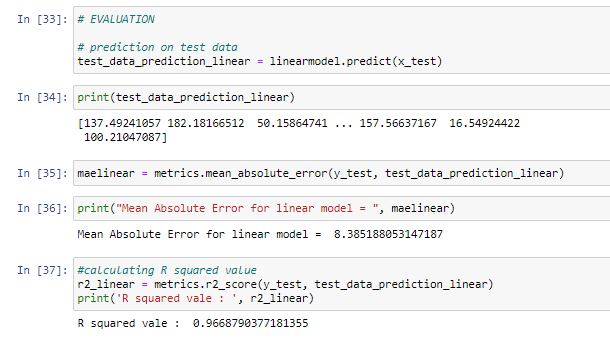 In [33]: # EVALUATION
# prediction on test data
test_data_prediction_linear = linearmodel.predict(x_test)
In [34]: print(test_data_prediction_linear)
[137.49241057 182.18166512  50.15864741 ... 157.56637167  16.54924422
 100.21047087]
In [35]: maelinear = metrics.mean_absolute_error(y_test, test_data_prediction_linear)
In [36]: print("Mean Absolute Error for linear model = ", maelinear)
Mean Absolute Error for linear model =  8.385188053147187
In [37]: #calculating R squared value
r2_linear = metrics.r2_score(y_test, test_data_prediction_linear)
print('R squared vale : ', r2_linear)
R squared vale :  0.9668790377181355